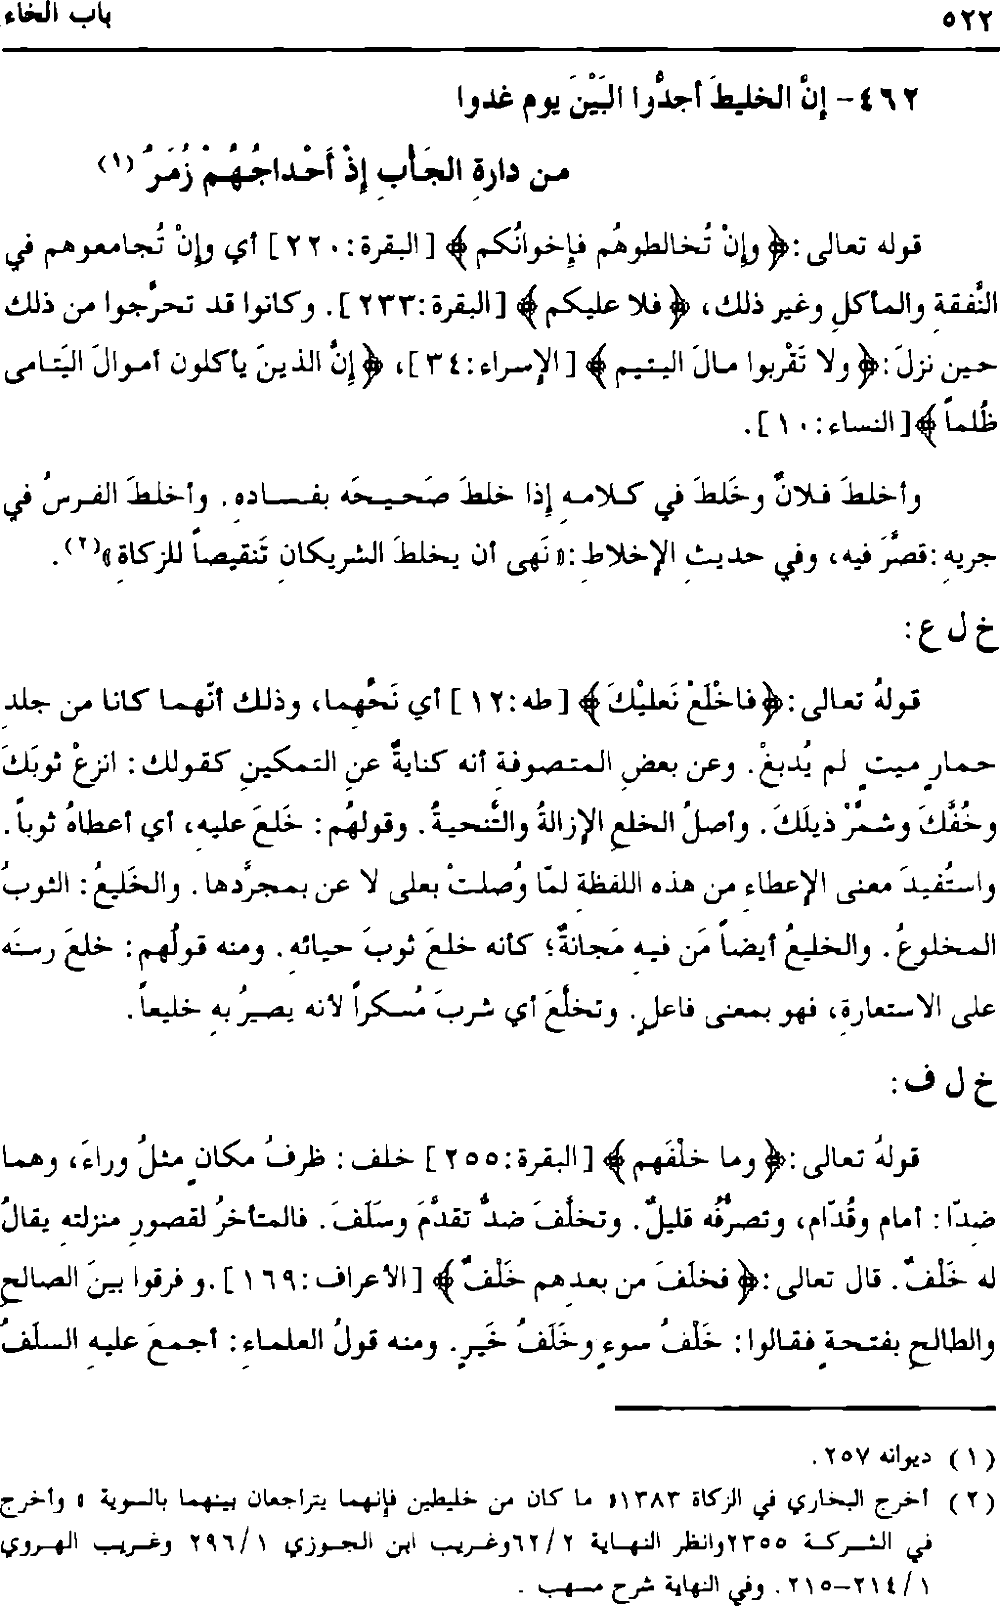 ٥٢٢ باب الخاء
٤٦٢- إنَّ الخليطَ أجدُّوا البَيْنَ يوم غدوا
من دارةِ الجَأبِ إذْ أَحْداجُهُمْ زُمَرُ (١)
قوله تعالى: ﴿ وإنْ تُخالطوهُم فإخوانُكم ﴾ [البقرة: ٢٢٠] أي وإنْ تُجامعوهم في
النَّفقةِ والمأكلِ وغير ذلك، ﴿ فلا عليكم ﴾ [البقرة: ٢٣٣]. وكانوا قد تحرَّجوا من ذلك
حين نزلَ: ﴿ ولا تَقْربوا مالَ اليتيم ﴾ [الإسراء: ٣٤]، ﴿ إِنَّ الذينَ يأكلون أموالَ اليَتامى
ظُلماً ﴾ [النساء: ١٠].
وأخلطَ فلانٌ وخَلطَ في كلامهِ إذا خلطَ صَحيحَه بفسادهِ. وأخلطَ الفرسُ في
جريهِ: قصَّرَ فيه، وفي حديثِ الإخلاطِ: «نَهى أن يخلطَ الشريكانِ تَنقيصاً للزكاةِ» (٢).
خ ل ع:
قولهُ تعالى: ﴿ فاخْلَعْ نَعليْكَ ﴾ [طه: ١٢] أي نَحِّهما، وذلك أنّهما كانا من جلدِ
حمارٍ ميتٍ لم يُدبغْ. وعن بعضِ المتصوفةِ أنه كنايةٌ عنِ التمكينِ كقولك: انزعْ ثوبَكَ
وخُفَّكَ وشمِّرْ ذيلَكَ. وأصلُ الخلعِ الإزالةُ والتَّنحيةُ. وقولهُم: خَلعَ عليهِ، أي أعطاهُ ثوباً.
واستُفيدَ معنى الإعطاءِ من هذه اللفظةِ لمّا وُصلتْ بعلى لا عن بمجرَّدها. والخَليعُ: الثوبُ
المخلوعُ. والخليعُ أيضاً مَن فيهِ مَجانةٌ؛ كأنه خلعَ ثوبَ حيائهِ. ومنه قولُهم: خلعَ رسنَه
على الاستعارةِ، فهو بمعنى فاعلٍ. وتخلَّعَ أي شربَ مُسكراً لأنه يصيرُ بهِ خليعاً.
خ ل ف:
قولهُ تعالى: ﴿ وما خلْفَهم ﴾ [البقرة: ٢٥٥] خلف: ظرفُ مكانٍ مثلُ وراءَ، وهما
ضِدّا: أمام وقُدّام، وتصرُّفُه قليلٌ. وتخلَّفَ ضدُّ تقدَّمَ وسَلَفَ. فالمتأخرُ لقصورِ منزلتهِ يقالُ
له خَلْفٌ. قال تعالى: ﴿ فخلَفَ من بعدِهم خَلْفٌ ﴾ [الأعراف: ١٦٩]. و فرقوا بينَ الصالحِ
والطالحِ بفتحةٍ فقالوا: خَلْفُ سوءٍ وخَلَفُ خَيرٍ. ومنه قولُ العلماءِ: أجمعَ عليهِ السلَفُ
(١) ديوانه ٢٥٧.
(٢) أخرج البخاري في الزكاة ١٣٨٣« ما كان من خليطين فإنهما يتراجعان بينهما بالسوية » وأخرج
في الشركة ٢٣٥٥وانظر النهاية ٦٢/٢وغريب ابن الجوزي ٢٩٦/١ وغريب الهروي
٢١٤/١-٢١٥. وفي النهاية شرح مسهب .